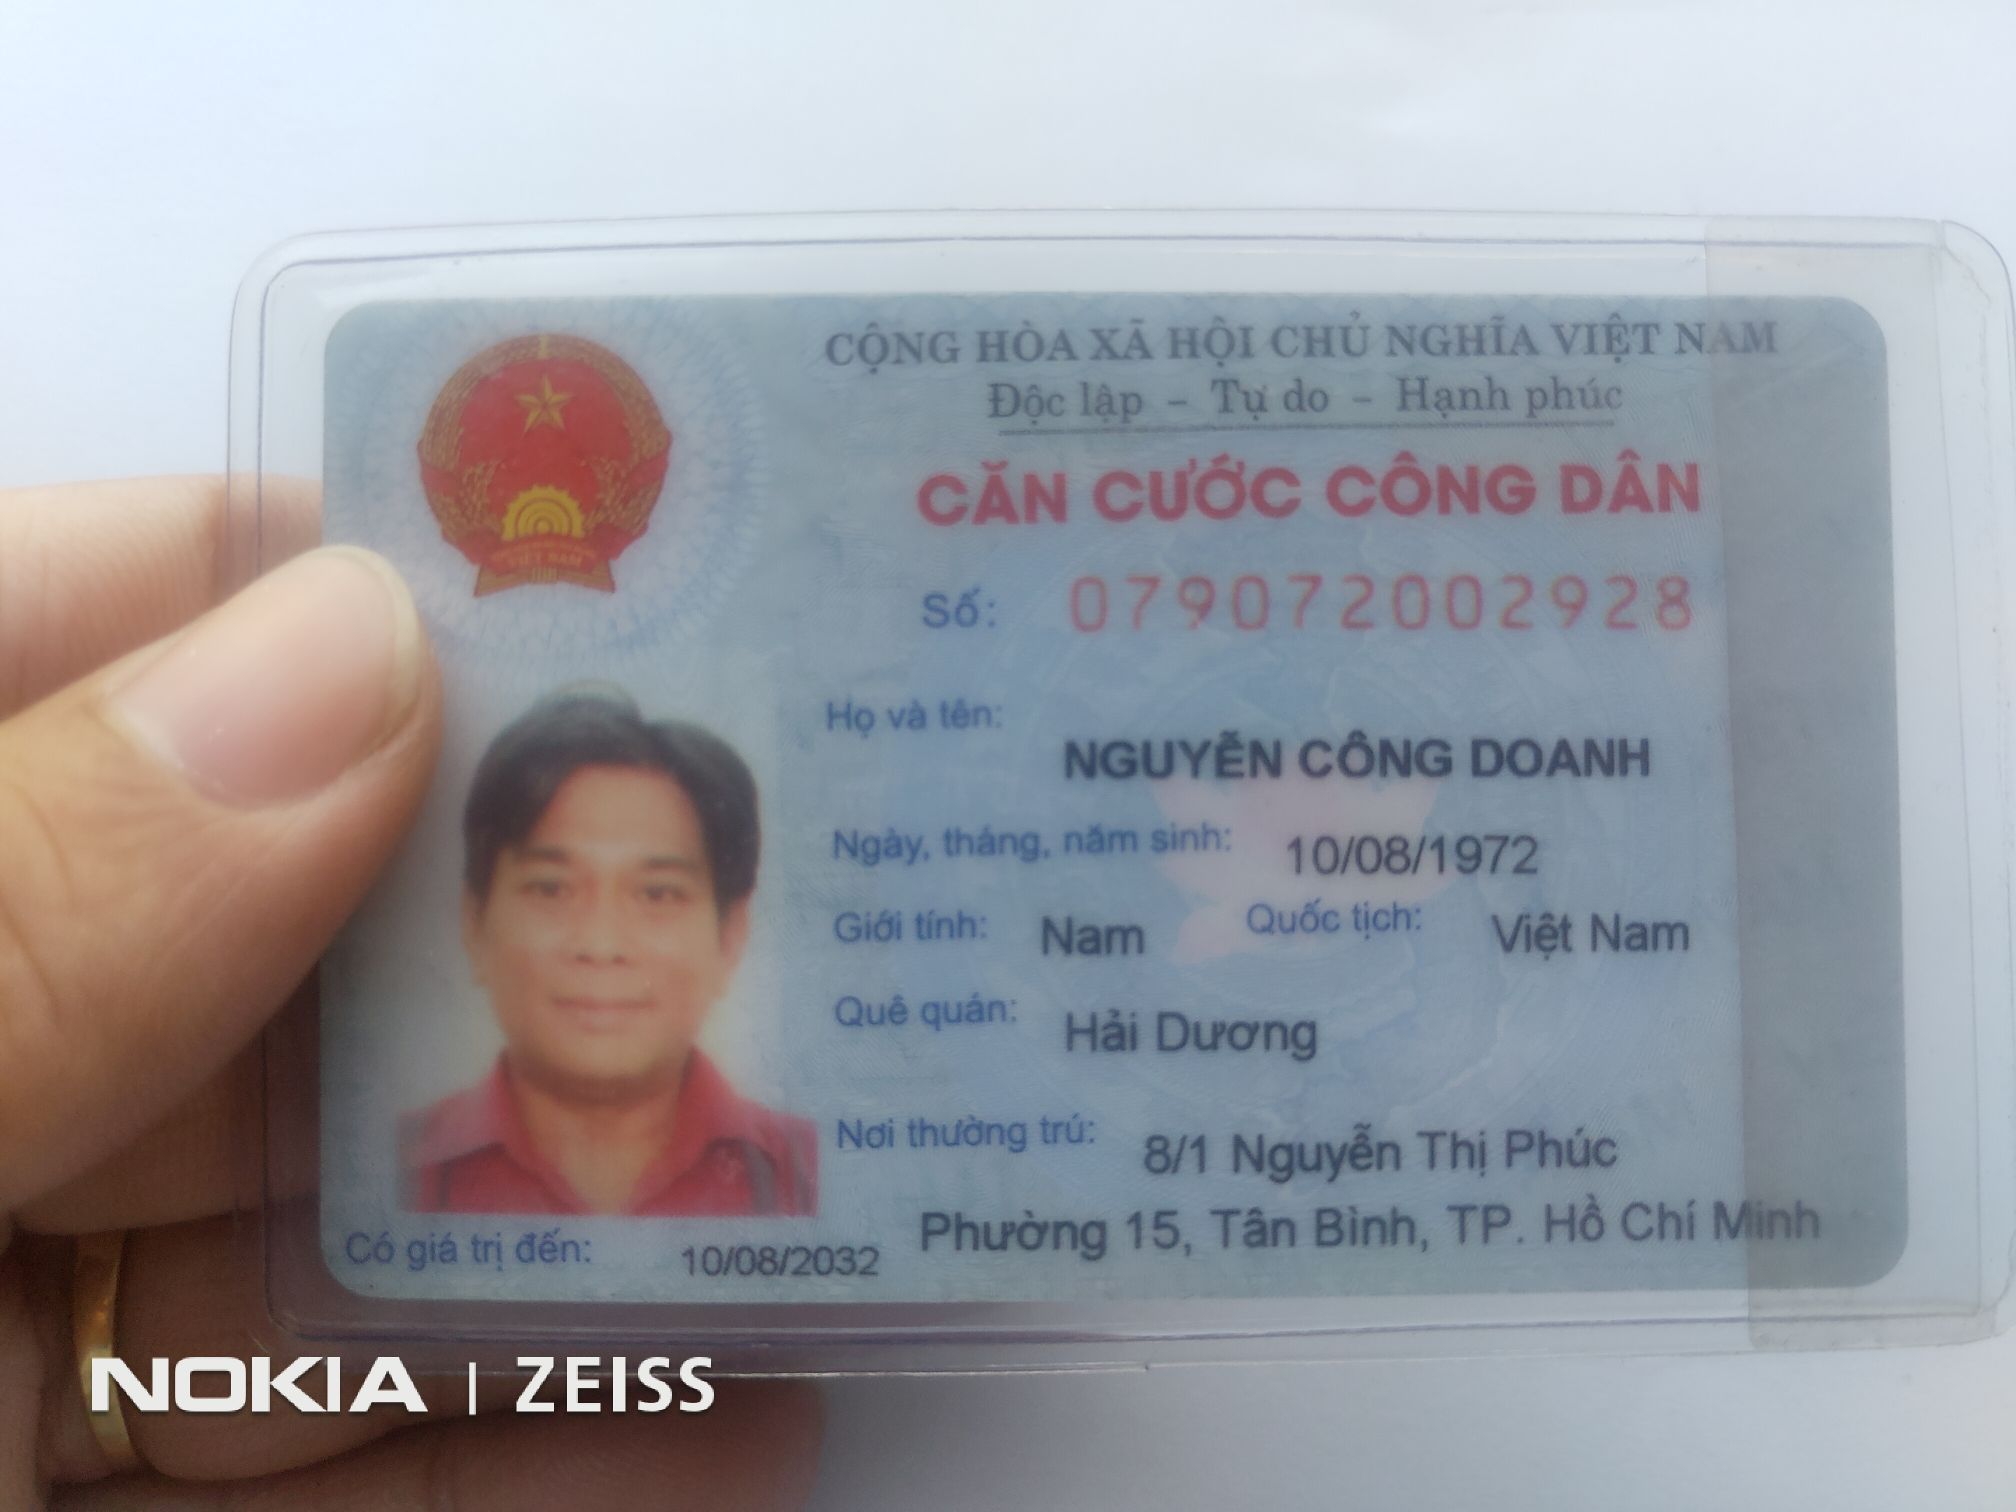 CỘNG HÒA XÃ HỘI CHỦ NGHĨA VIỆT NAM
Độc lập – Tự do – Hạnh phúc
CĂN CƯỚC CÔNG DÂN
Số: 079072002928
Họ và tên:
NGUYỄN CÔNG DOANH
Ngày, tháng, năm sinh: 10/08/1972
Giới tính: Nam Quốc tịch: Việt Nam
Quê quán: Hải Dương
Nơi thường trú: 8/1 Nguyễn Thị Phúc
Phường 15, Tân Bình, TP. Hồ Chí Minh
Có giá trị đến: 10/08/2032
NOKIA | ZEISS